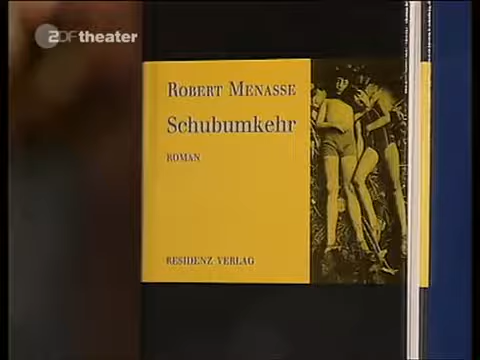 ZDFtheater
ROBERT MENASSE
Schubumkehr
ROMAN
RESIDENZ VERLAG